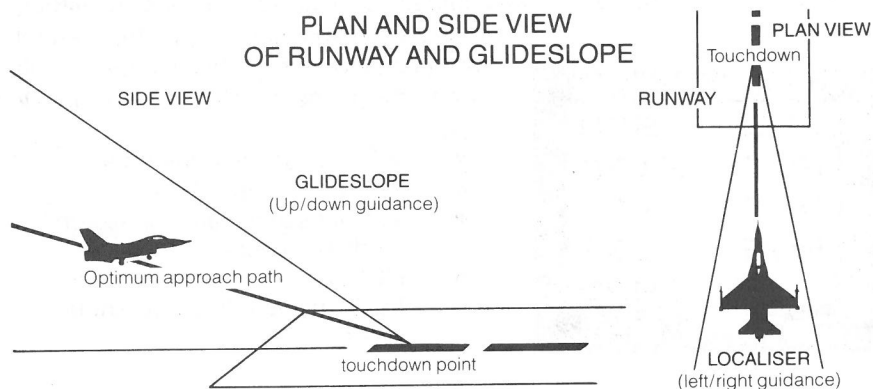 PLAN AND SIDE VIEW
OF RUNWAY AND GLIDESLOPE
SIDE VIEW
GLIDESLOPE
(Up/down guidance)
Optimum approach path
touchdown point
PLAN VIEW
Touchdown
RUNWAY
LOCALISER
(left/right guidance)